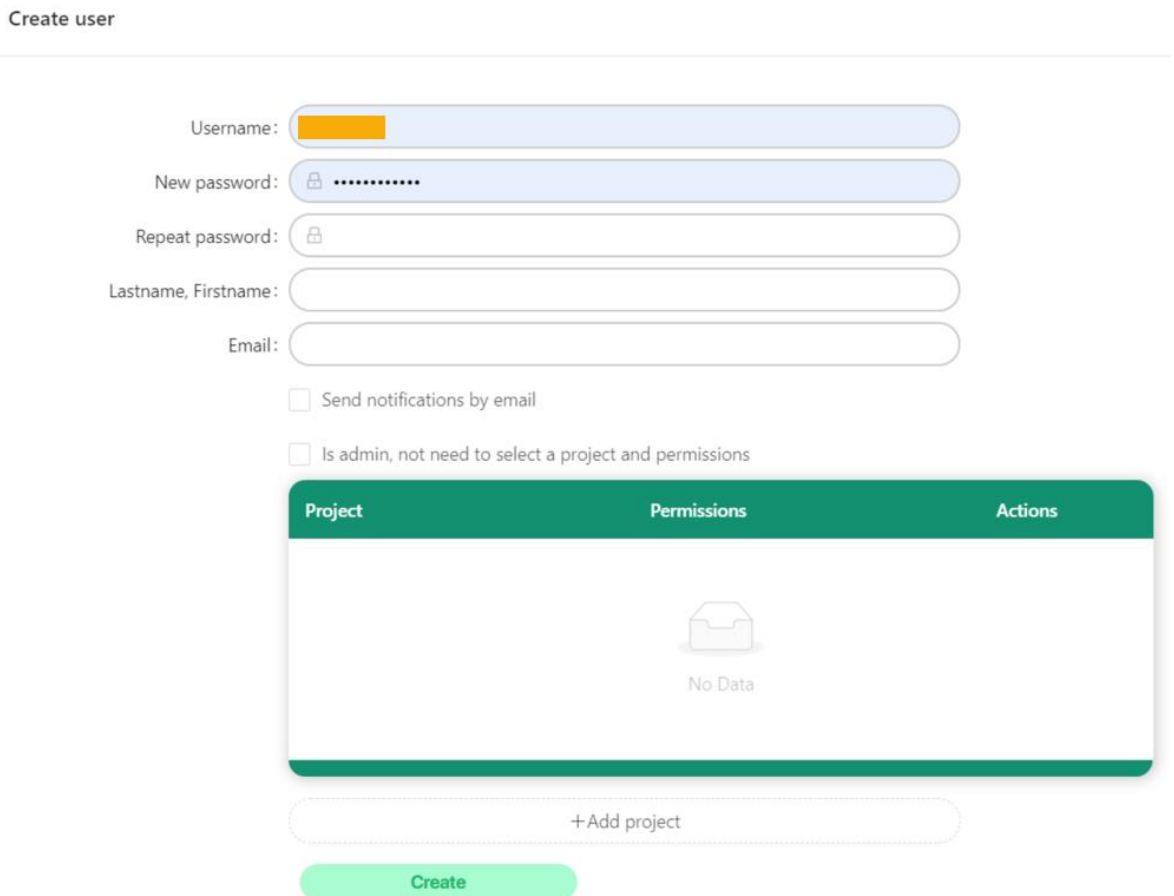 Create user
Username:
New password: ••••••••••••
Repeat password:
Lastname, Firstname:
Email:
Send notifications by email
Is admin, not need to select a project and permissions
Project Permissions Actions
No Data
+Add project
Create